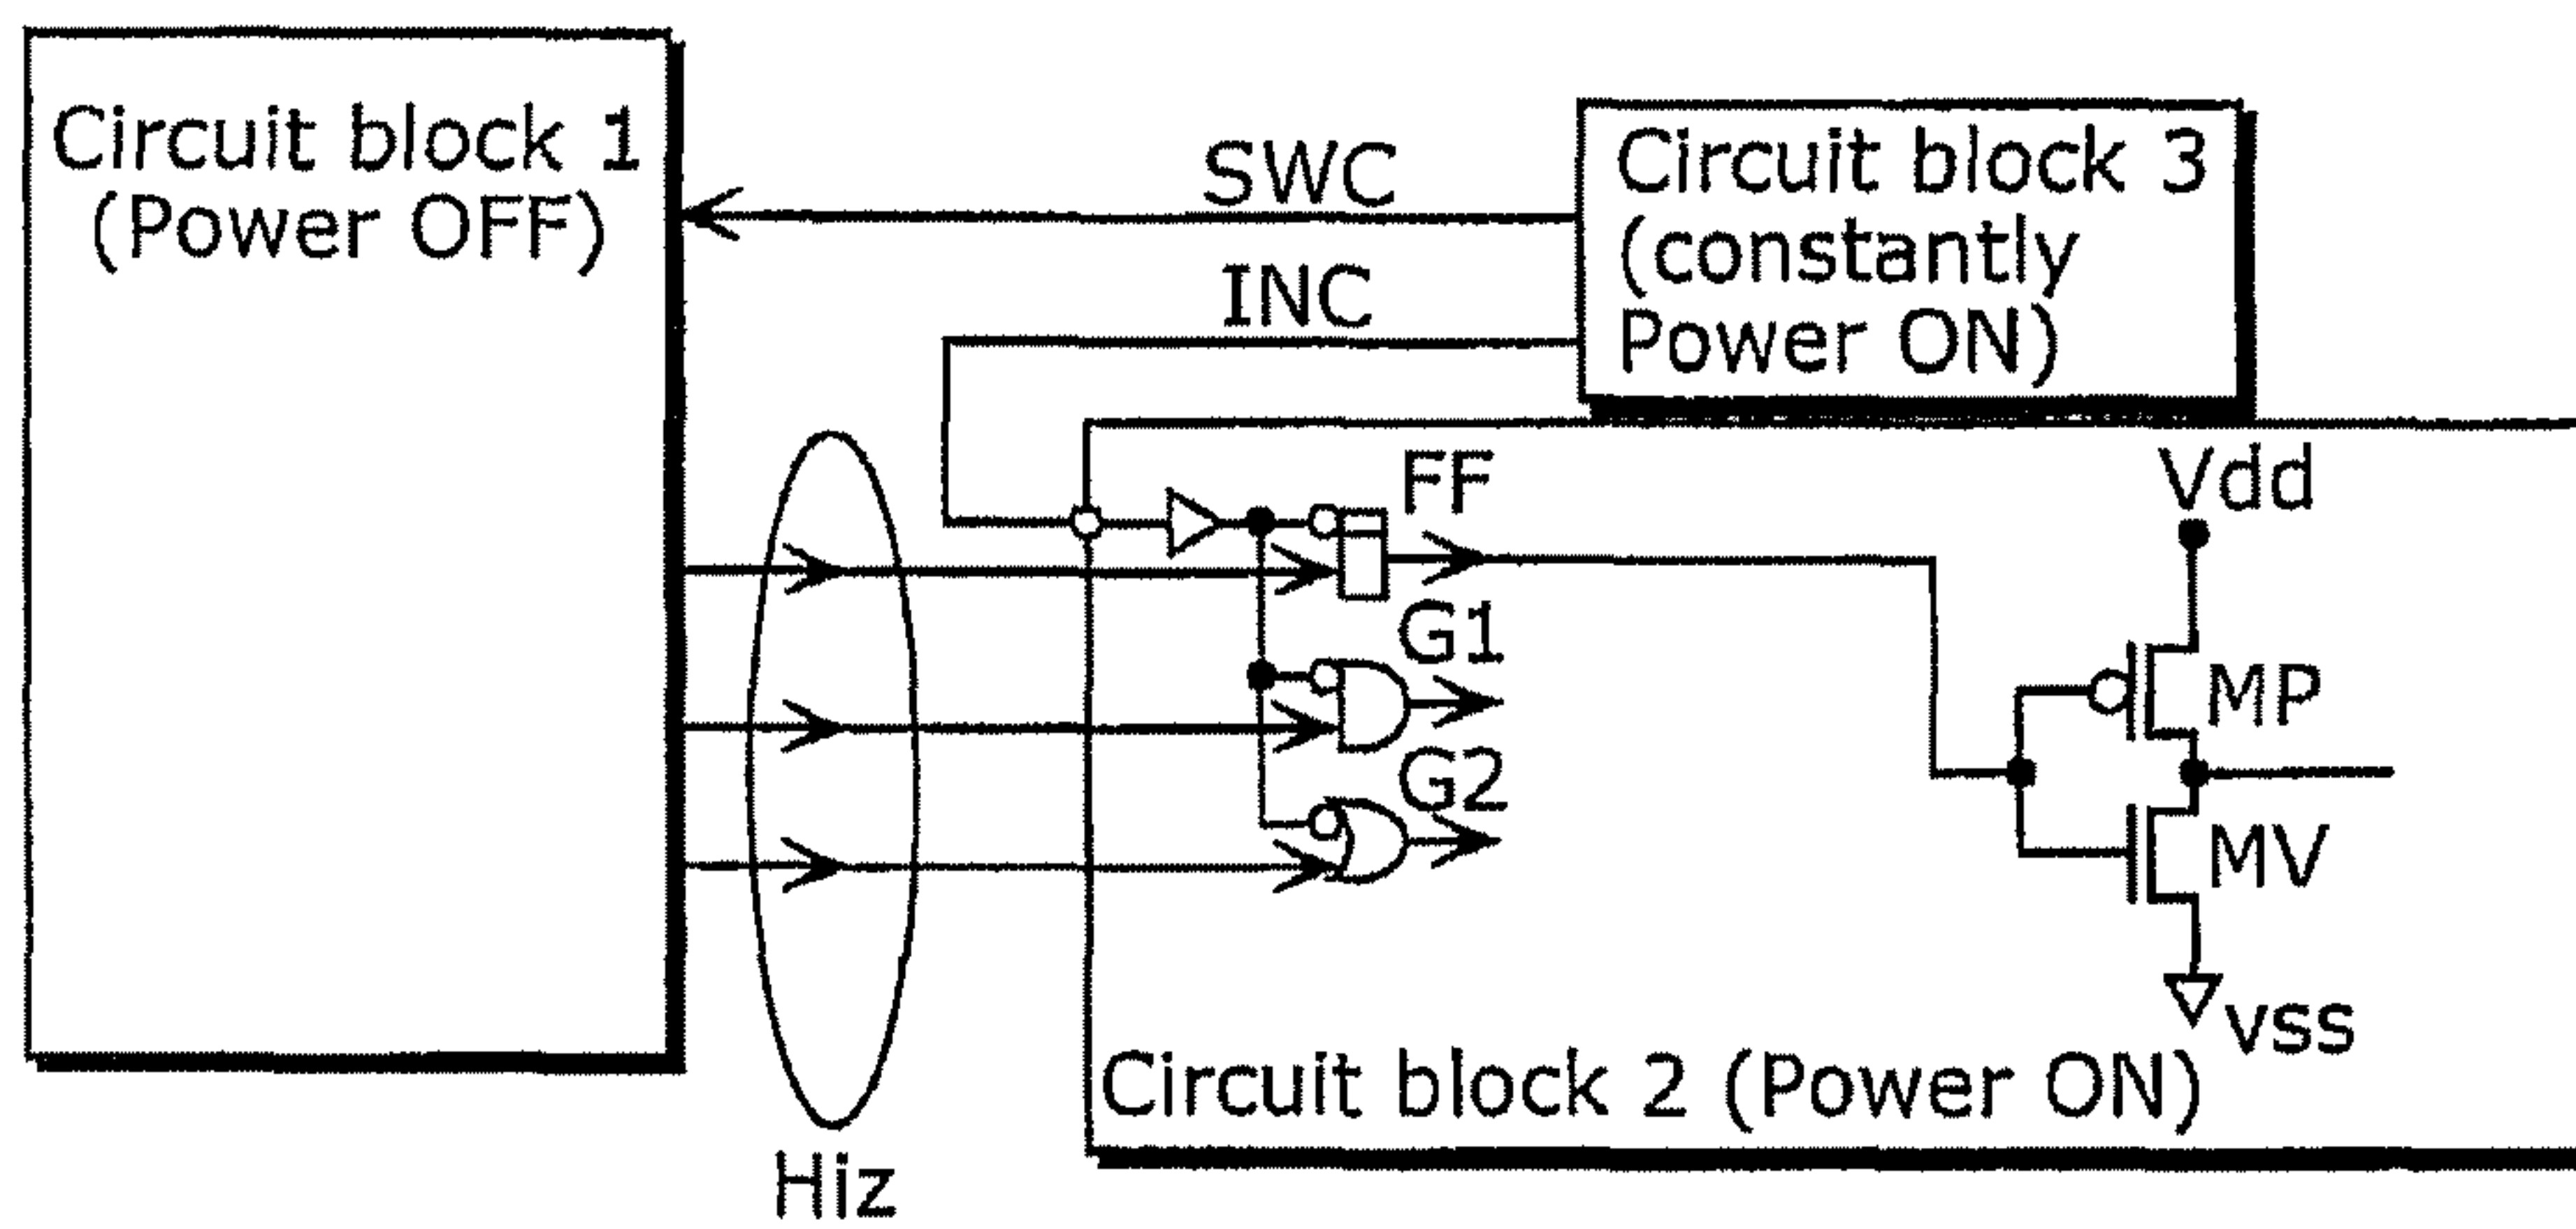 Circuit block 1
(Power OFF)
SWC
INC
Circuit block 3
(constantly
Power ON)
FF
G1
G2
Vdd
MP
MV
vss
Circuit block 2 (Power ON)
Hiz